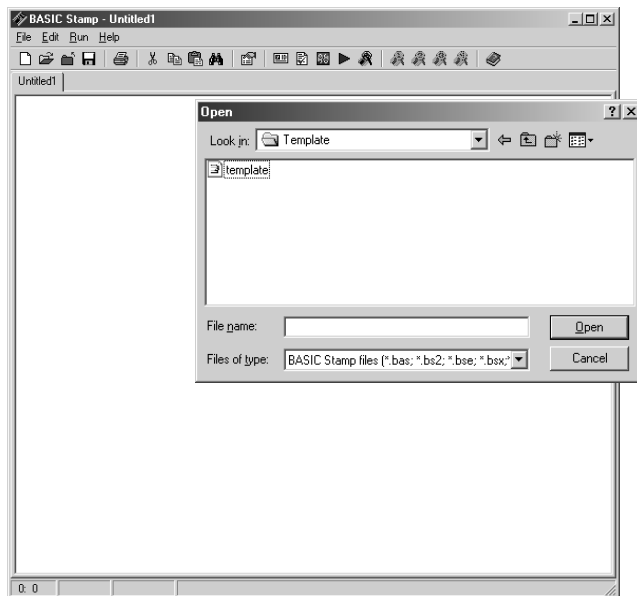 BASIC Stamp - Untitled1
File Edit Run Help
Untitled1
Open
Look in: Template
template
File name: Open
Files of type: BASIC Stamp files (*.bas; *.bs2; *.bse; *.bsx;* Cancel
0: 0